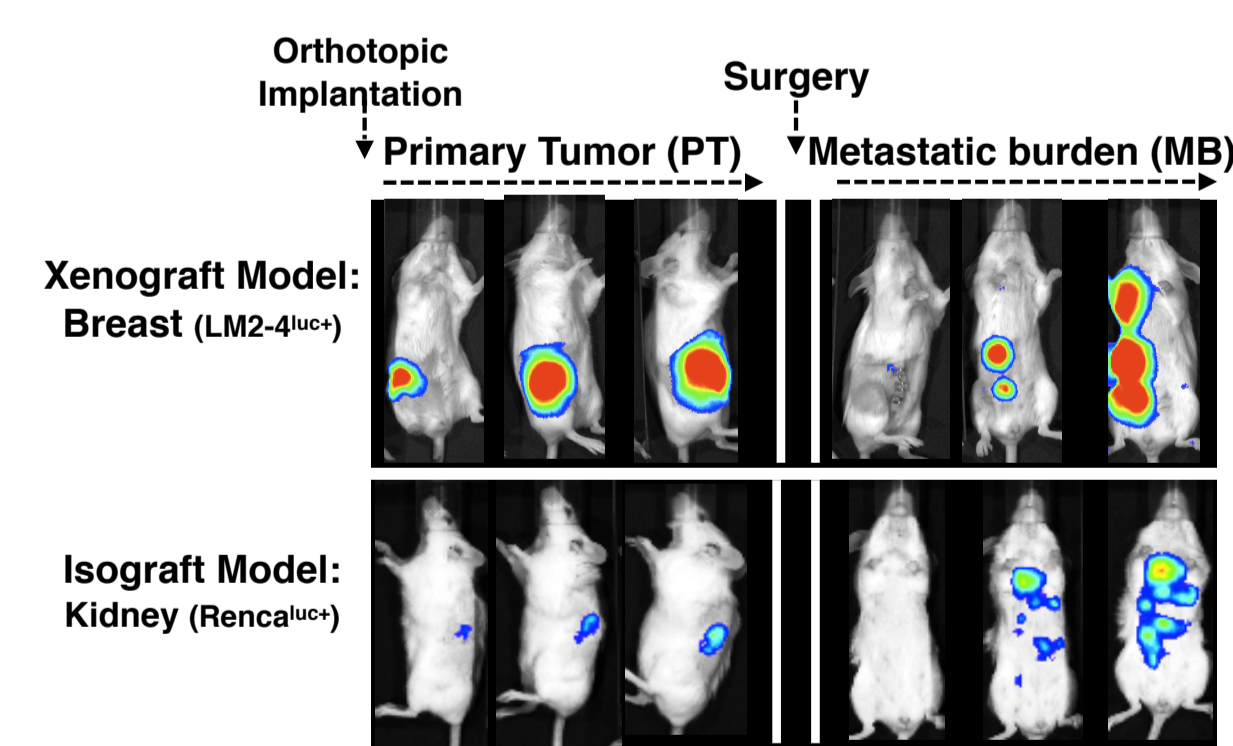 Orthotopic
Implantation
Surgery
Primary Tumor (PT)
Metastatic burden (MB)
Xenograft Model:
Breast (LM2-4luc+)
Isograft Model:
Kidney (Rencaluc+)